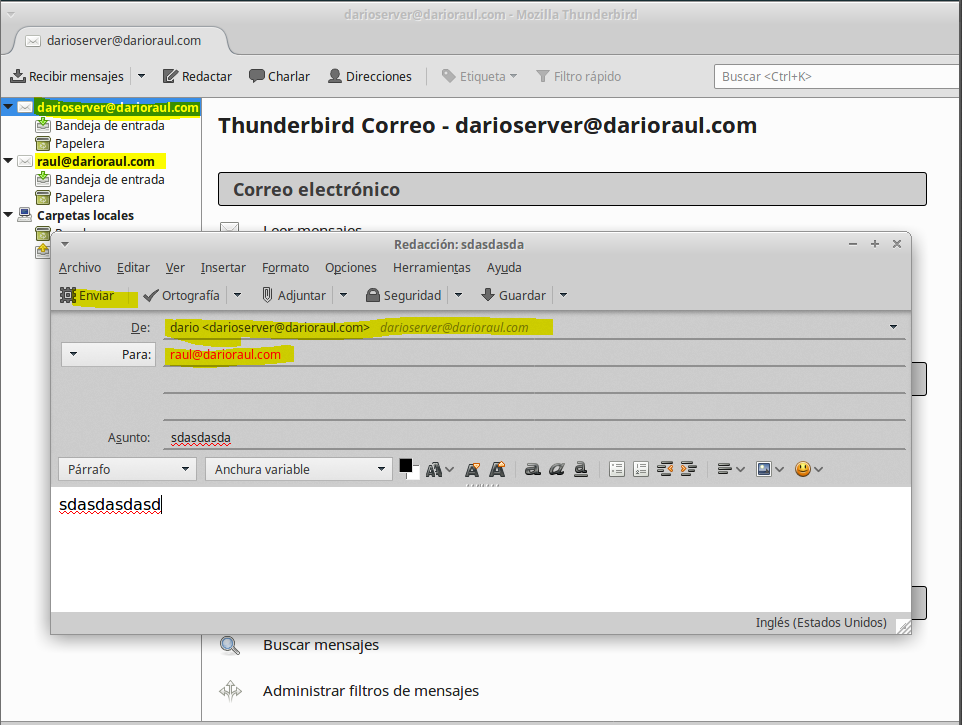 darioserver@darioraul.com - Mozilla Thunderbird
darioserver@darioraul.com
Recibir mensajes Redactar Charlar Direcciones Etiqueta Filtro rápido Buscar <Ctrl+K>
darioserver@darioraul.com
Bandeja de entrada
Papelera
raul@darioraul.com
Bandeja de entrada
Papelera
Carpetas locales
Thunderbird Correo - darioserver@darioraul.com
Correo electrónico
Leer mensajes
Redacción: sdasdasda
Archivo Editar Ver Insertar Formato Opciones Herramientas Ayuda
Enviar Ortografía Adjuntar Seguridad Guardar
De: dario <darioserver@darioraul.com> darioserver@darioraul.com
Para: raul@darioraul.com
Asunto: sdasdasda
Párrafo Anchura variable
sdasdasdasd
Inglés (Estados Unidos)
Buscar mensajes
Administrar filtros de mensajes